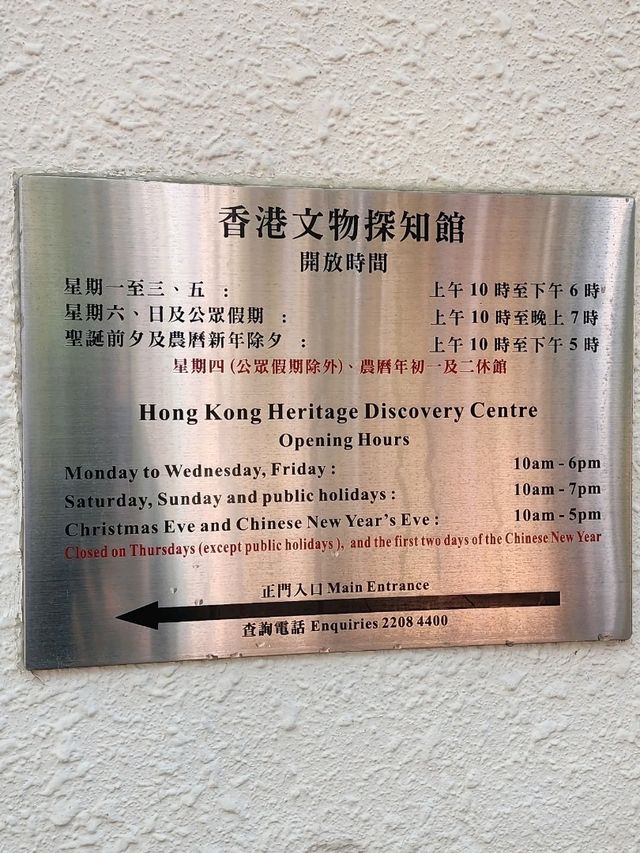 香港文物探知館
開放時間
星期一至三、五 : 上午 10 時至下午 6 時
星期六、日及公眾假期 : 上午 10 時至晚上 7 時
聖誕前夕及農曆新年除夕 : 上午 10 時至下午 5 時
星期四 (公眾假期除外)、農曆年初一及二休館
Hong Kong Heritage Discovery Centre
Opening Hours
Monday to Wednesday, Friday : 10am - 6pm
Saturday, Sunday and public holidays : 10am - 7pm
Christmas Eve and Chinese New Year's Eve : 10am - 5pm
Closed on Thursdays (except public holidays ), and the first two days of the Chinese New Year
正門入口 Main Entrance
查詢電話 Enquiries 2208 4400